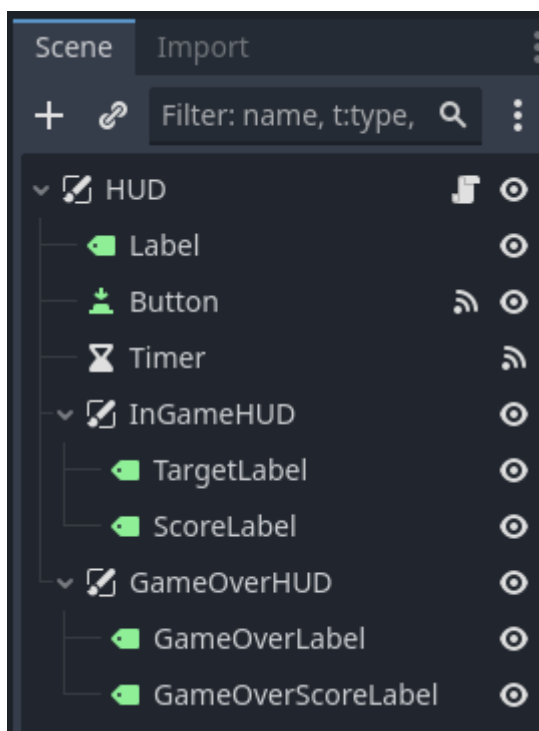 Scene Import
Filter: name, t:type,
HUD
Label
Button
Timer
InGameHUD
TargetLabel
ScoreLabel
GameOverHUD
GameOverLabel
GameOverScoreLabel